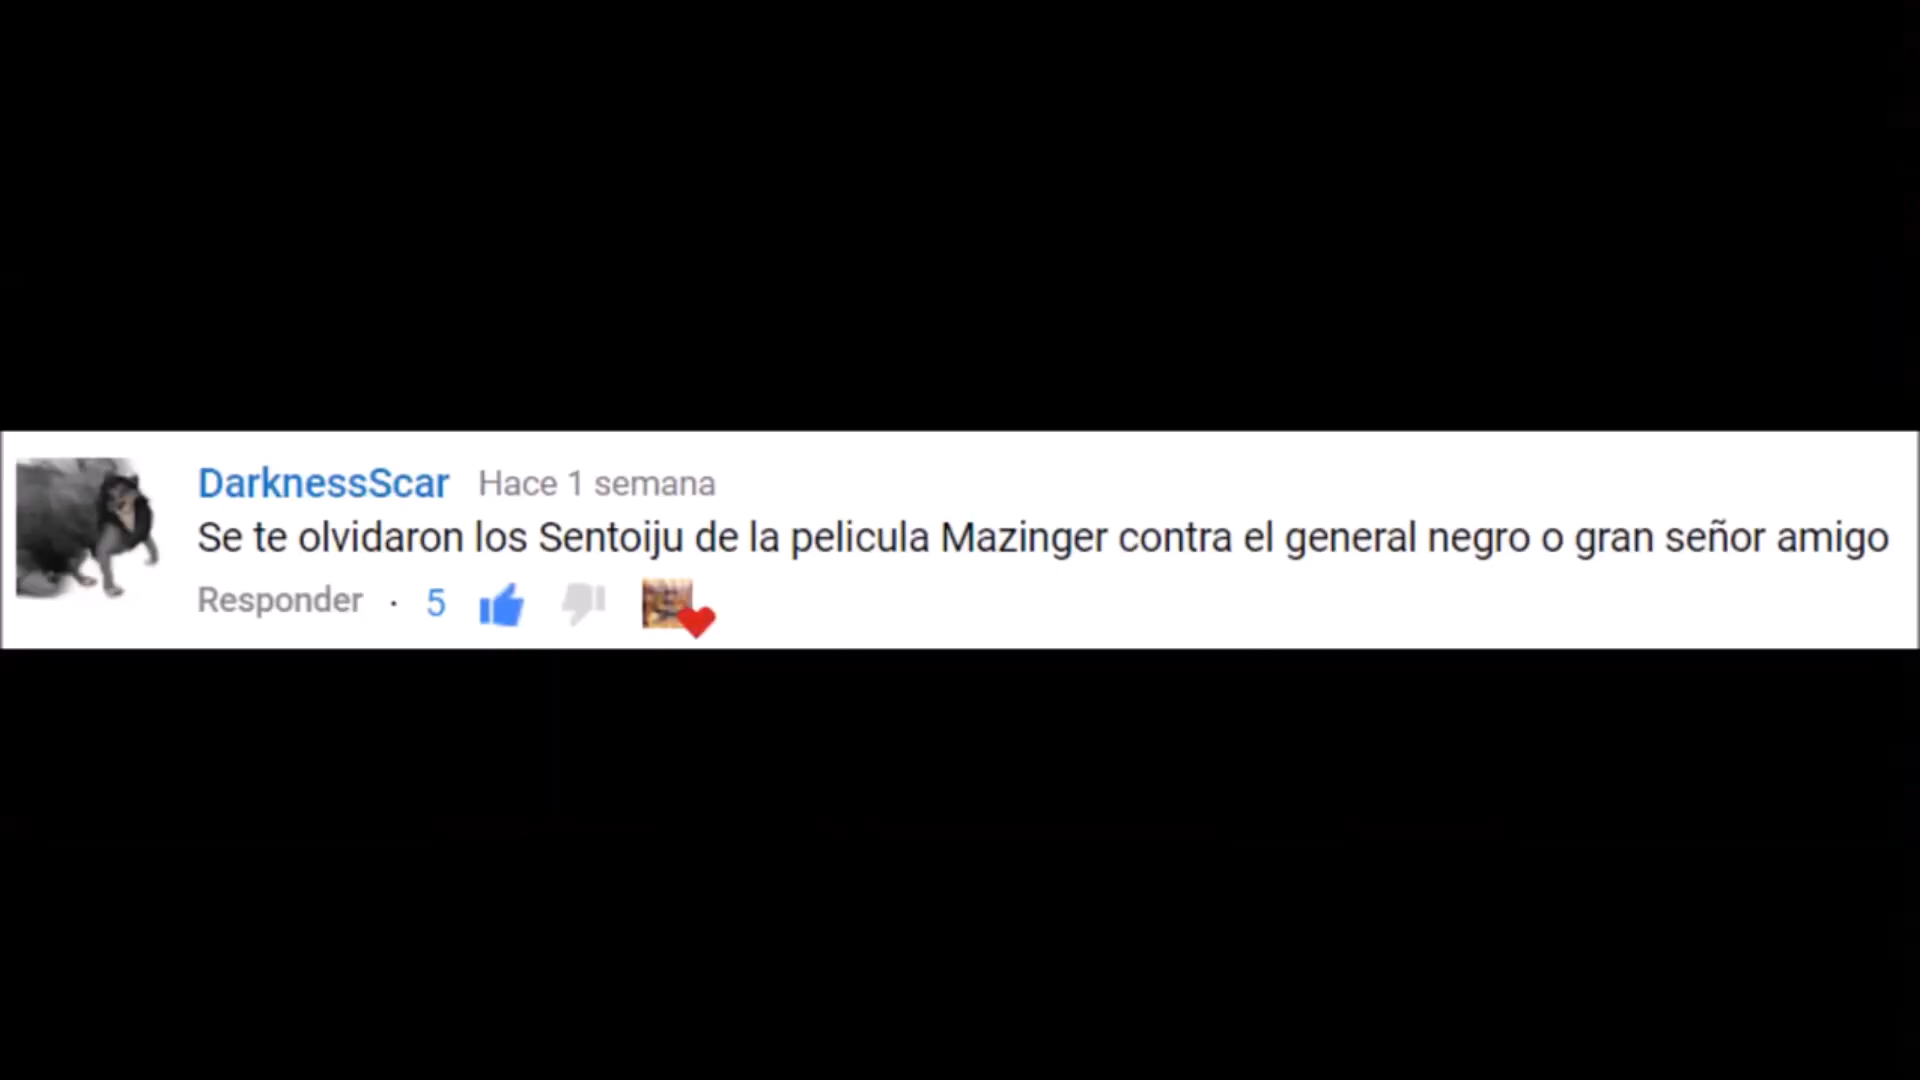 DarknessScar Hace 1 semana
Se te olvidaron los Sentoiju de la pelicula Mazinger contra el general negro o gran señor amigo
Responder · 5